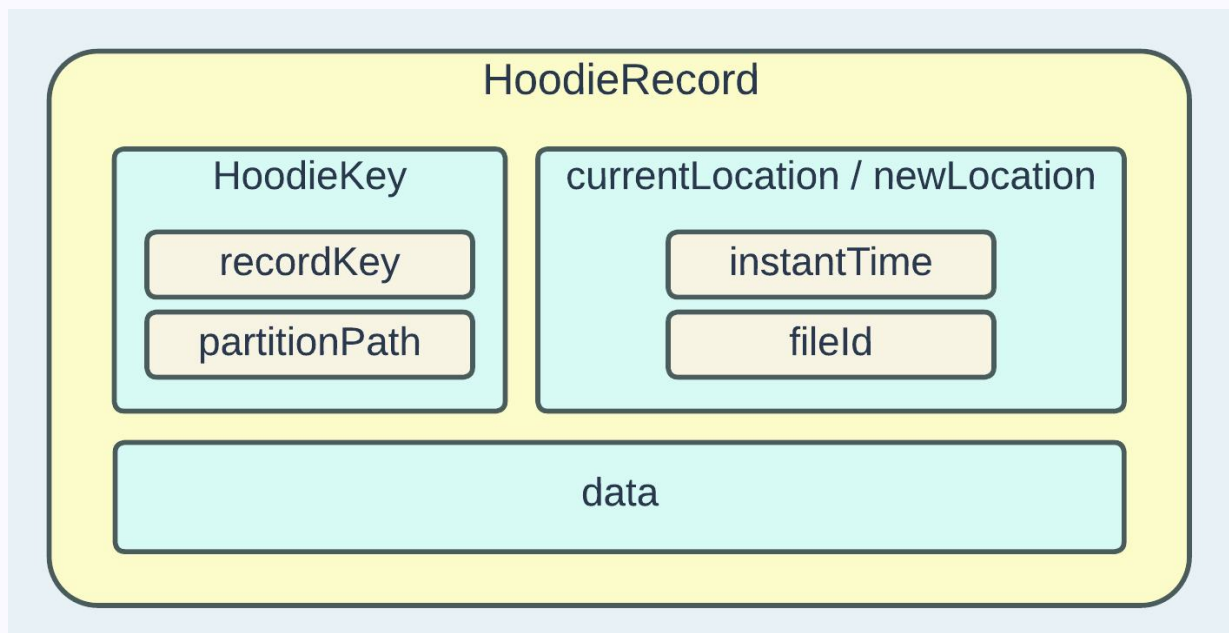 HoodieRecord
HoodieKey
recordKey
partitionPath
currentLocation / newLocation
instantTime
fileId
data